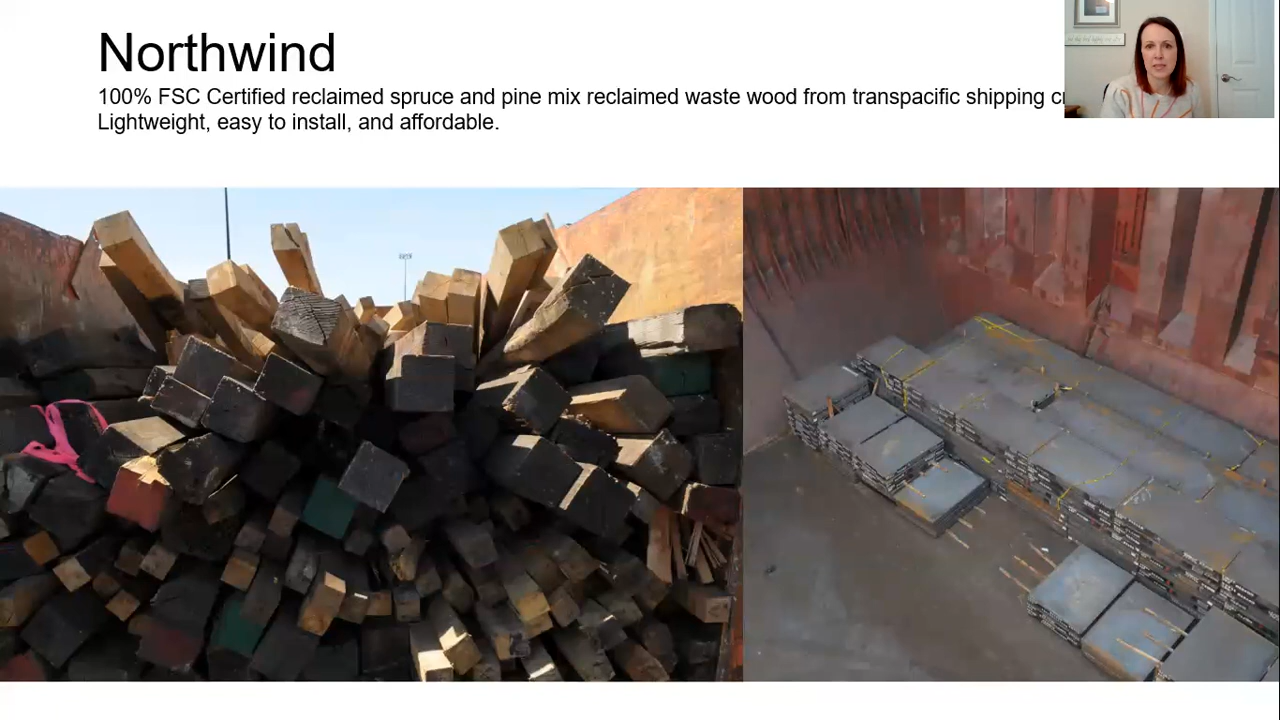 Northwind
100% FSC Certified reclaimed spruce and pine mix reclaimed waste wood from transpacific shipping
Lightweight, easy to install, and affordable.